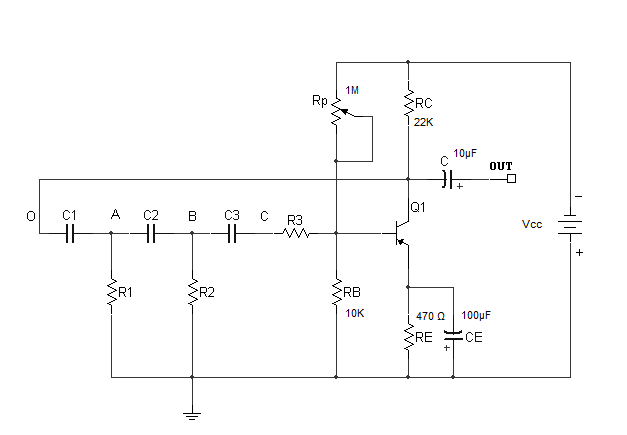 1M
Rp
RC
22K
10µF
C
OUT
+
O
C1
A
C2
B
C3
C
R3
Q1
Vcc
−
+
R1
R2
RB
10K
470 Ω
100µF
RE
CE
+